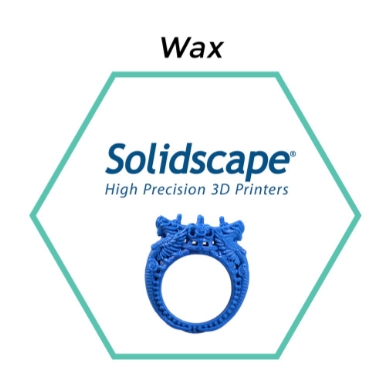 Wax
Solidscape®
High Precision 3D Printers